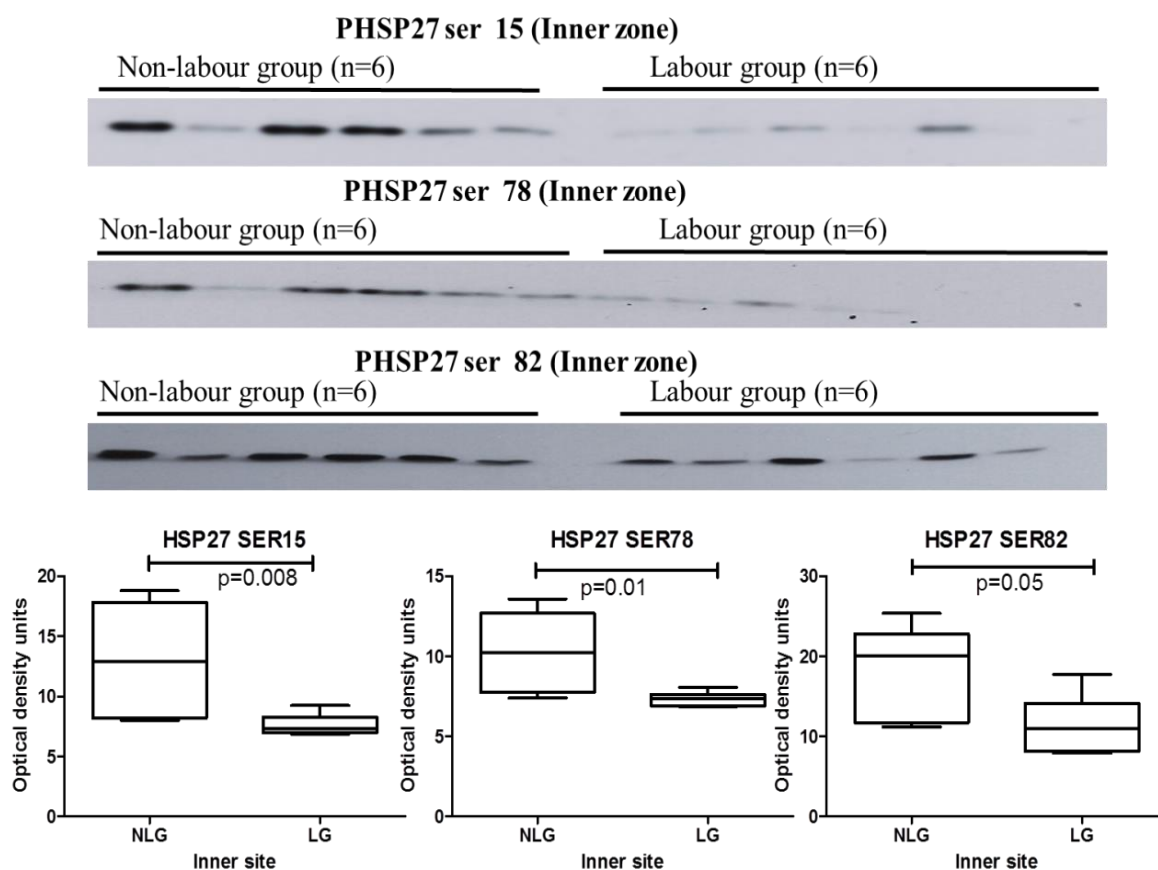 PHSP27 ser 15 (Inner zone)
Non-labour group (n=6) Labour group (n=6)
PHSP27 ser 78 (Inner zone)
Non-labour group (n=6) Labour group (n=6)
PHSP27 ser 82 (Inner zone)
Non-labour group (n=6) Labour group (n=6)
HSP27 SER15
p=0.008
Optical density units
20
15
10
5
0
NLG LG
Inner site
HSP27 SER78
p=0.01
Optical density units
15
10
5
0
NLG LG
Inner site
HSP27 SER82
p=0.05
Optical density units
30
20
10
0
NLG LG
Inner site